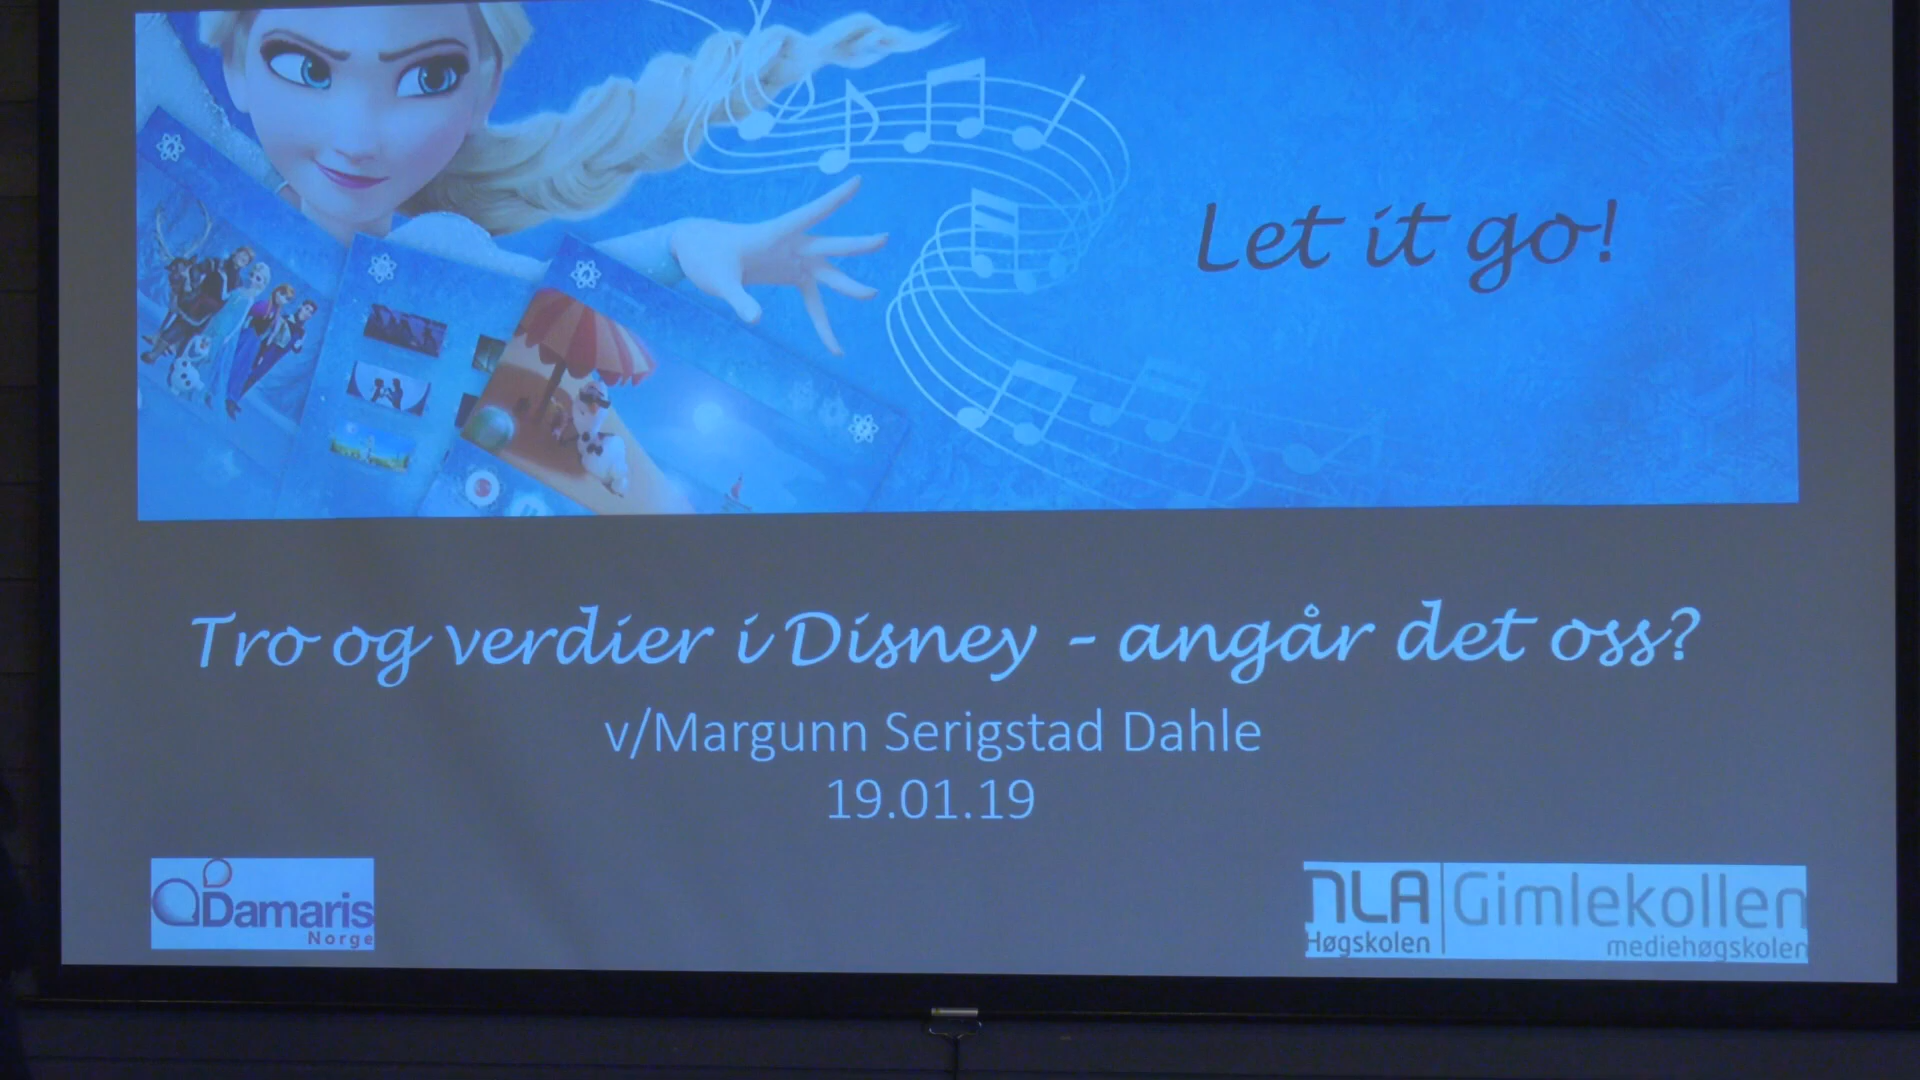 Let it go!
Tro og verdier i Disney - angår det oss?
v/Margunn Serigstad Dahle
19.01.19
Damaris
Norge
NLA
Høgskolen
Gimlekollen
mediehøgskolen